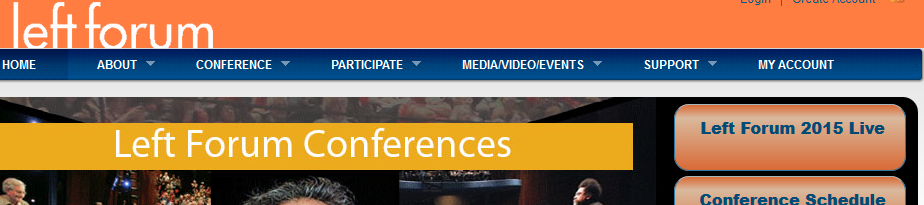 Login | Create Account
left forum
HOME ABOUT CONFERENCE PARTICIPATE MEDIA/VIDEO/EVENTS SUPPORT MY ACCOUNT
Left Forum Conferences
Left Forum 2015 Live
Conference Schedule